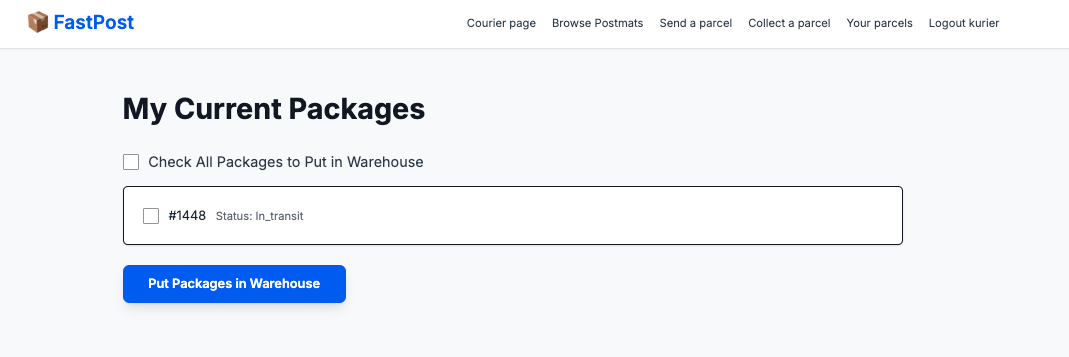 FastPost
Courier page Browse Postmats Send a parcel Collect a parcel Your parcels Logout kurier
My Current Packages
Check All Packages to Put in Warehouse
#1448 Status: In_transit
Put Packages in Warehouse